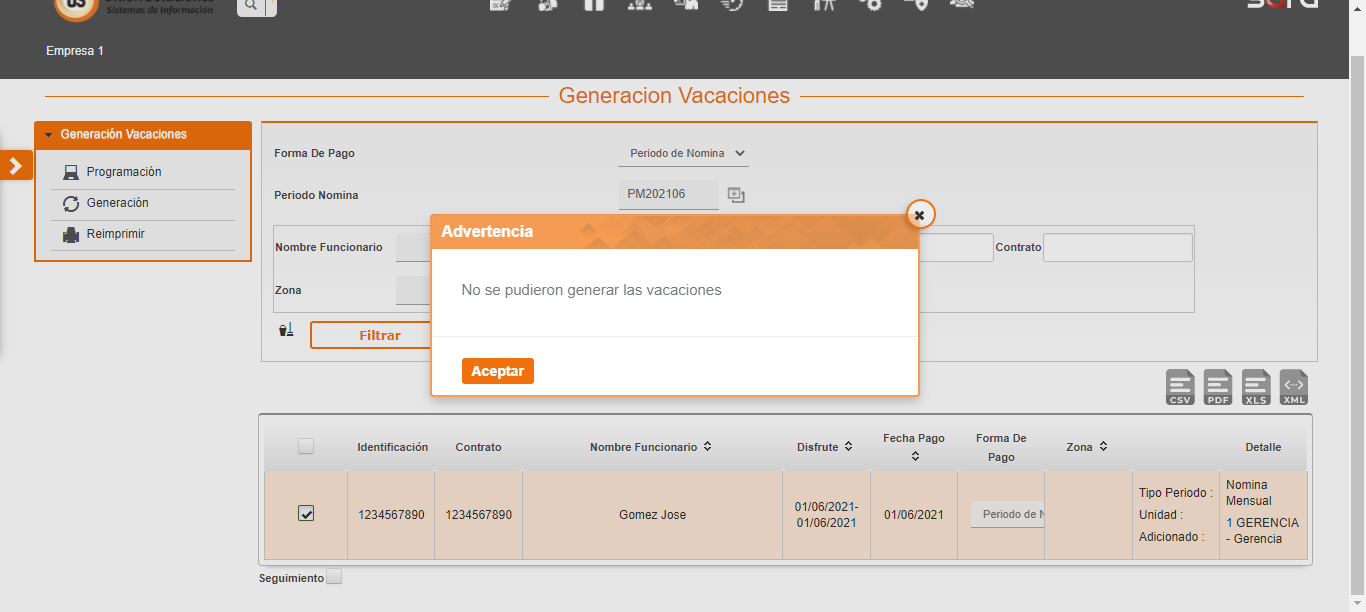 Sistemas de Información
Empresa 1
Generacion Vacaciones
Generación Vacaciones
Programación
Generación
Reimprimir
Forma De Pago
Periodo de Nomina
Periodo Nomina
PM202106
Nombre Funcionario
Contrato
Zona
Filtrar
Advertencia
No se pudieron generar las vacaciones
Aceptar
CSV PDF XLS XML
Identificación Contrato Nombre Funcionario Disfrute Fecha Pago Forma De Pago Zona Detalle
1234567890 1234567890 Gomez Jose 01/06/2021-
01/06/2021
01/06/2021
Periodo de N
Tipo Periodo : Nomina Mensual
Unidad : 1 GERENCIA
Adicionado : - Gerencia
Seguimiento